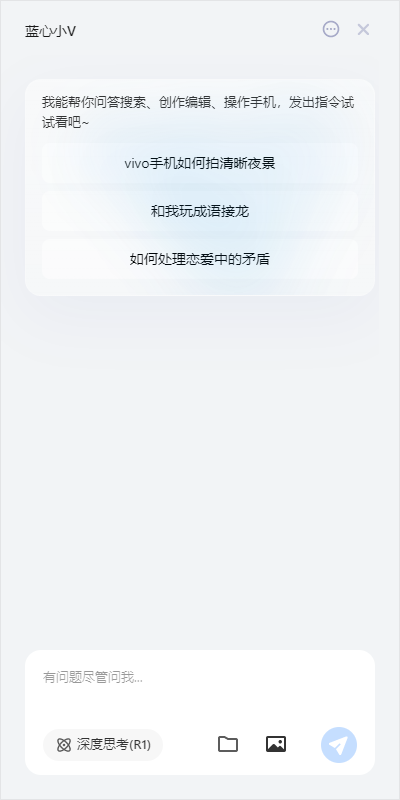 蓝心小V
我能帮你问答搜素、创作编辑、操作手机，发出指令试
试看吧~
vivo手机如何拍清晰夜景
和我玩成语接龙
如何处理恋爱中的矛盾
有问题尽管问我...
深度思考(R1)